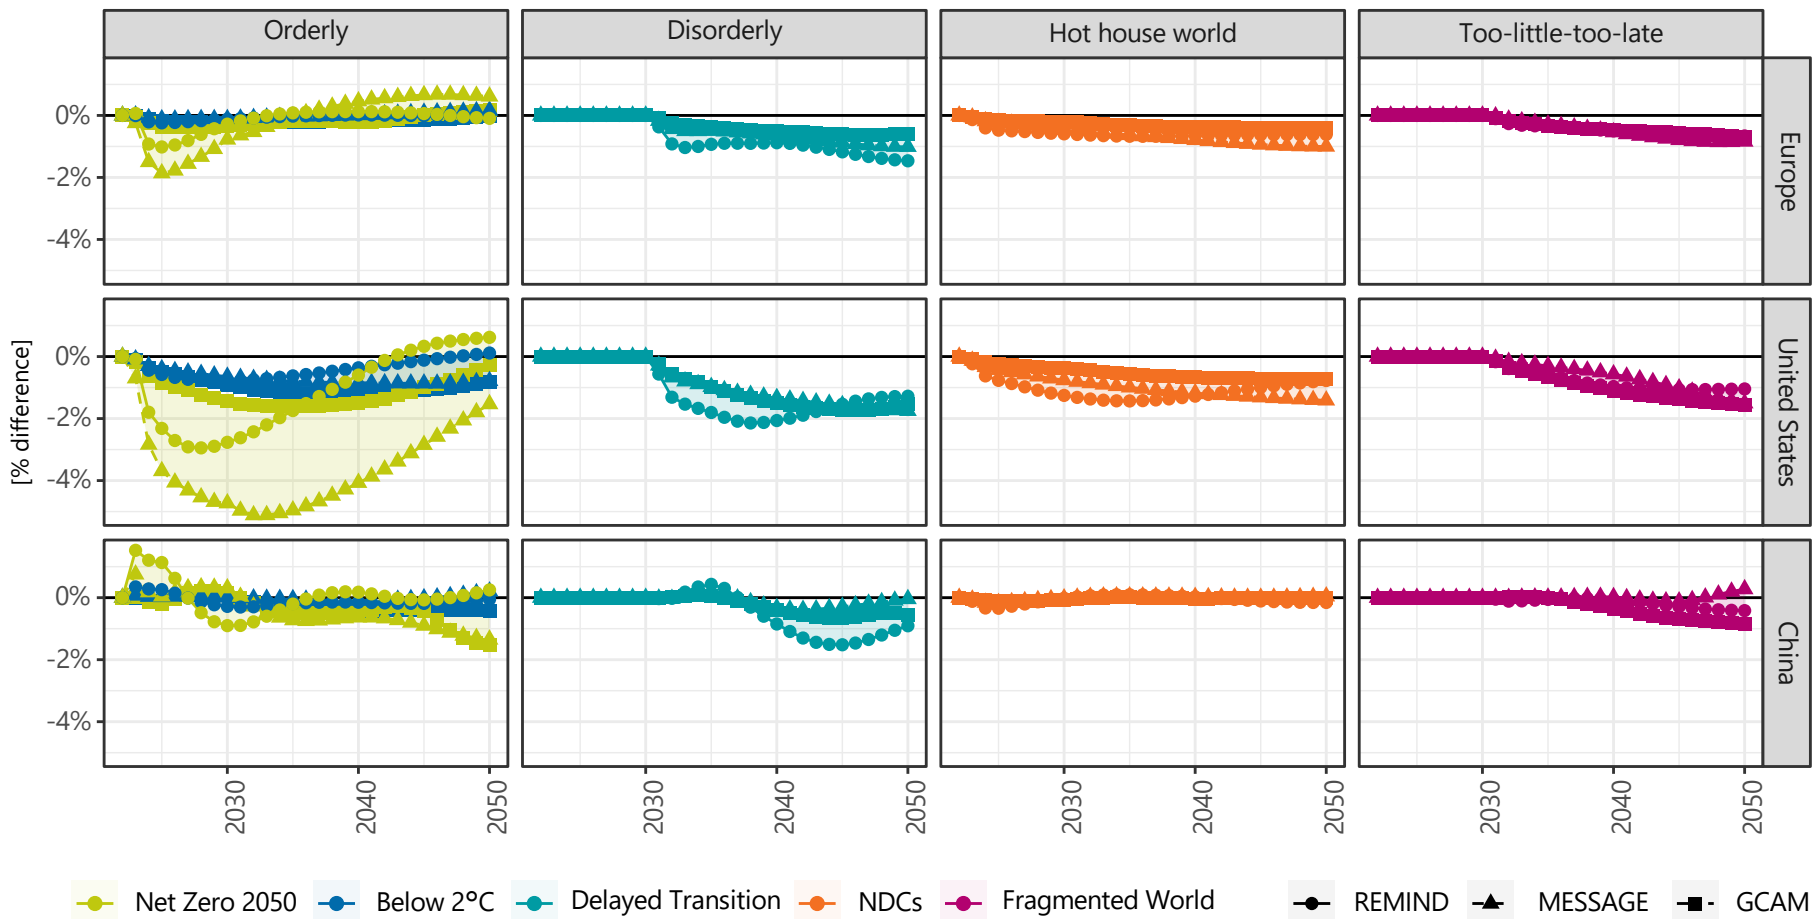 Orderly
Disorderly
Hot house world
Too-little-too-late
0%
-2%
-4%
Europe
[% difference]
0%
-2%
-4%
United States
0%
-2%
-4%
China
2030
2040
2050
2030
2040
2050
2030
2040
2050
2030
2040
2050
Net Zero 2050
Below 2°C
Delayed Transition
NDCs
Fragmented World
REMIND
MESSAGE
GCAM